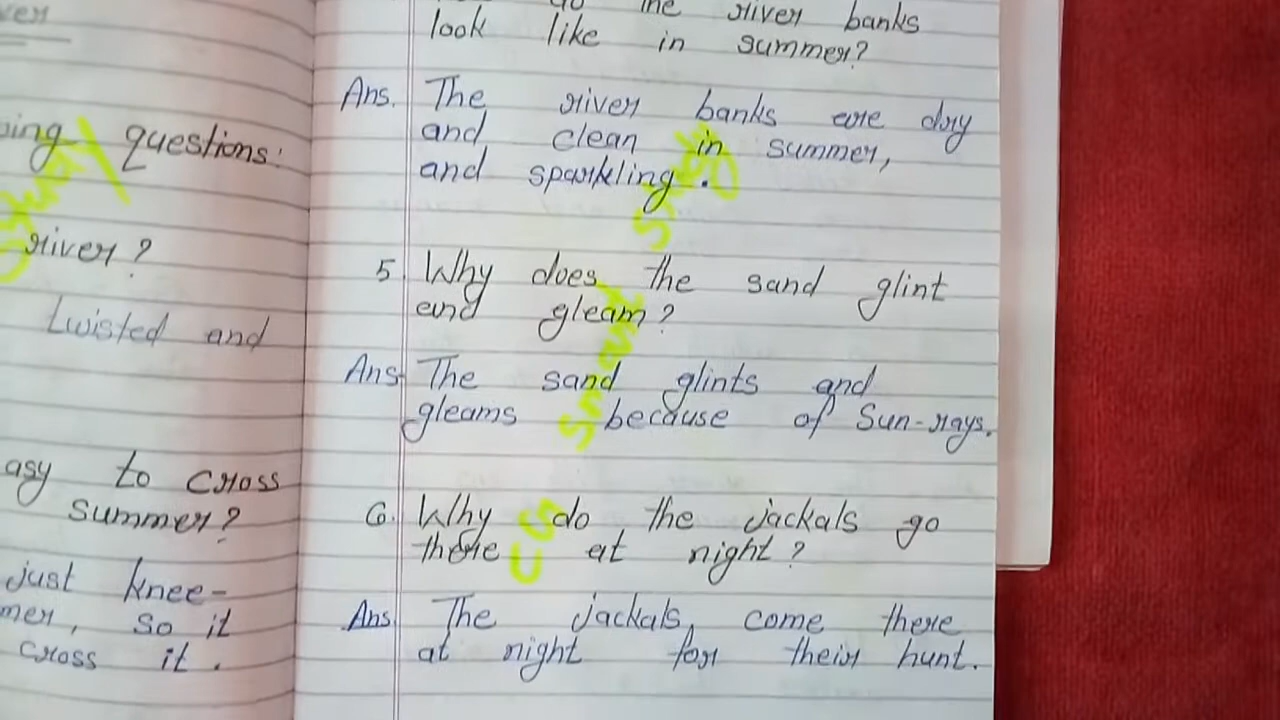 questions:
river?
twisted and
to cross
summer?
just knee-
so it
cross it.
the river banks
look like in summer?
Ans. The river banks are dry
and clean in summer,
and sparkling.
5 Why does the sand glint
and gleam?
Ans The sand glints and
gleams because of Sun-rays.
6. Why do the jackals go
there at night?
Ans The jackals come there
at night for their hunt.